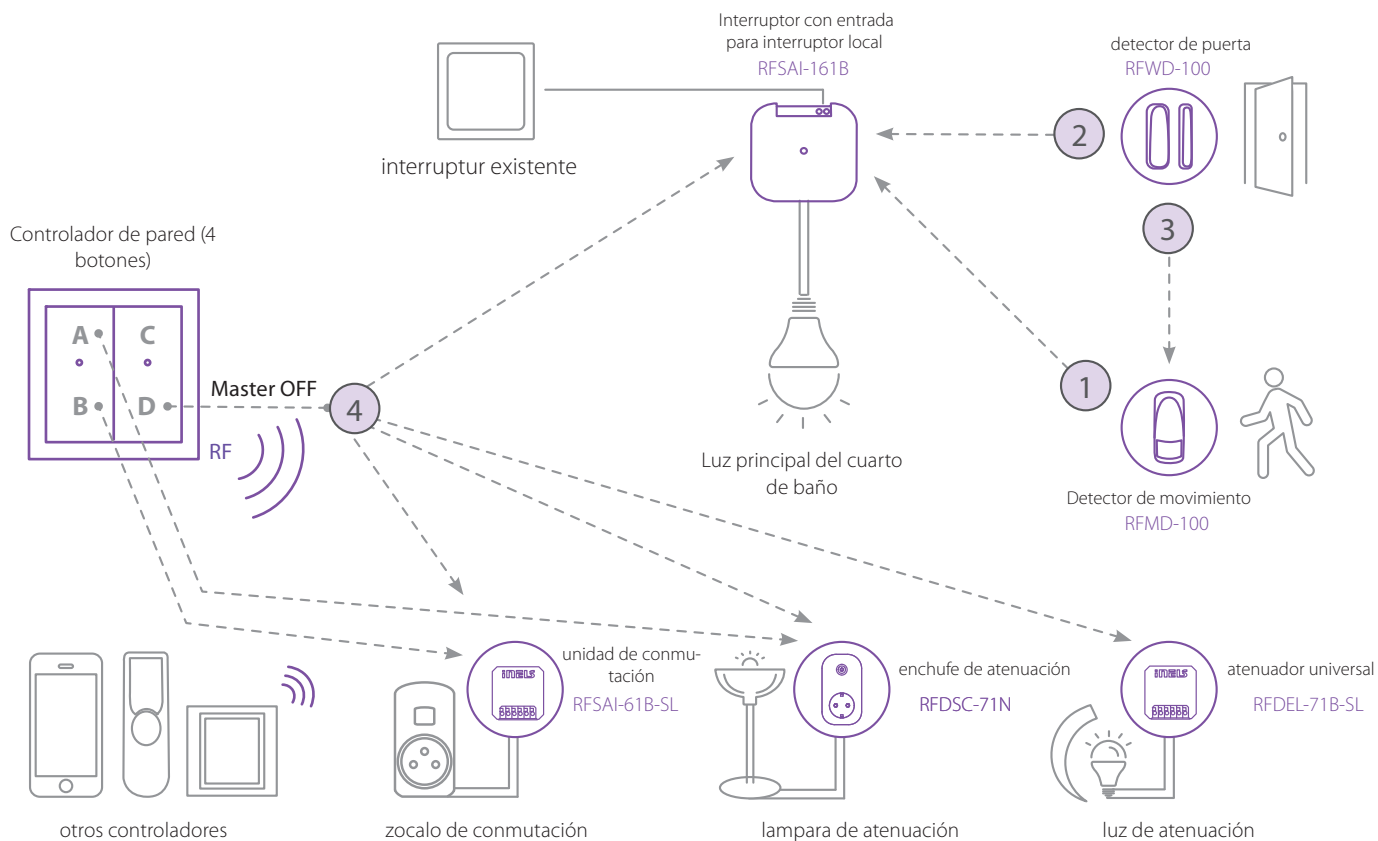 Interruptor con entrada
para interruptor local
RFSAI-161B
detector de puerta
RFWD-100
2
interruptur existente
3
Controlador de pared (4
botones)
A
C
B
D
Master OFF
4
RF
1
Luz principal del cuarto
de baño
Detector de movimiento
RFMD-100
unidad de conmu-
tación
RFSAI-61B-SL
iNELS
enchufe de atenuación
RFDSC-71N
iNELS
atenuador universal
RFDEL-71B-SL
otros controladores
zocalo de conmutación
lampara de atenuación
luz de atenuación